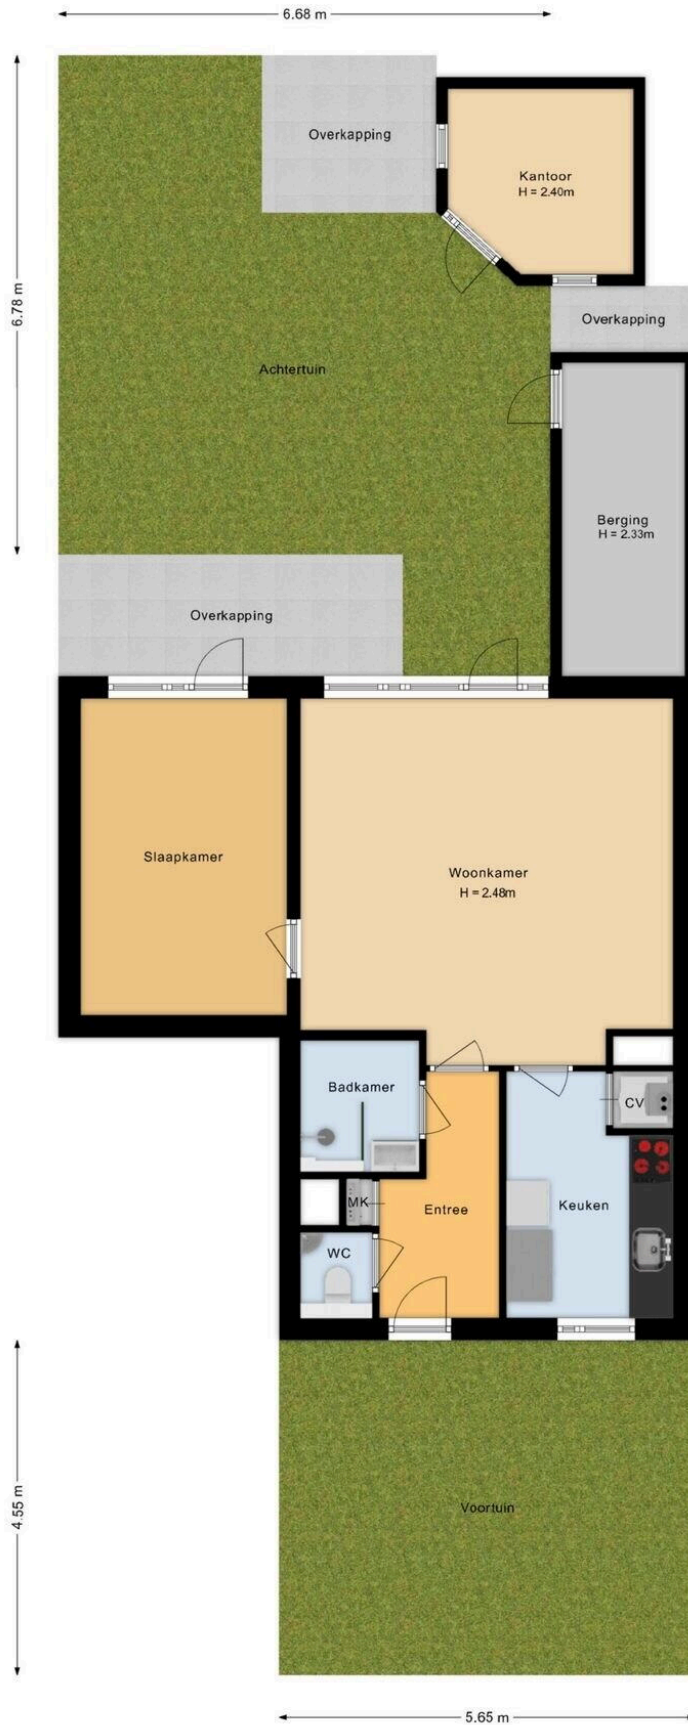 6.68 m
Overkapping
Kantoor
H = 2.40m
6.78 m
Overkapping
Achtertuin
Berging
H = 2.33m
Overkapping
Slaapkamer
Woonkamer
H = 2.48m
Badkamer
CV
MK
Entree
Keuken
WC
4.55 m
Voortuin
5.65 m